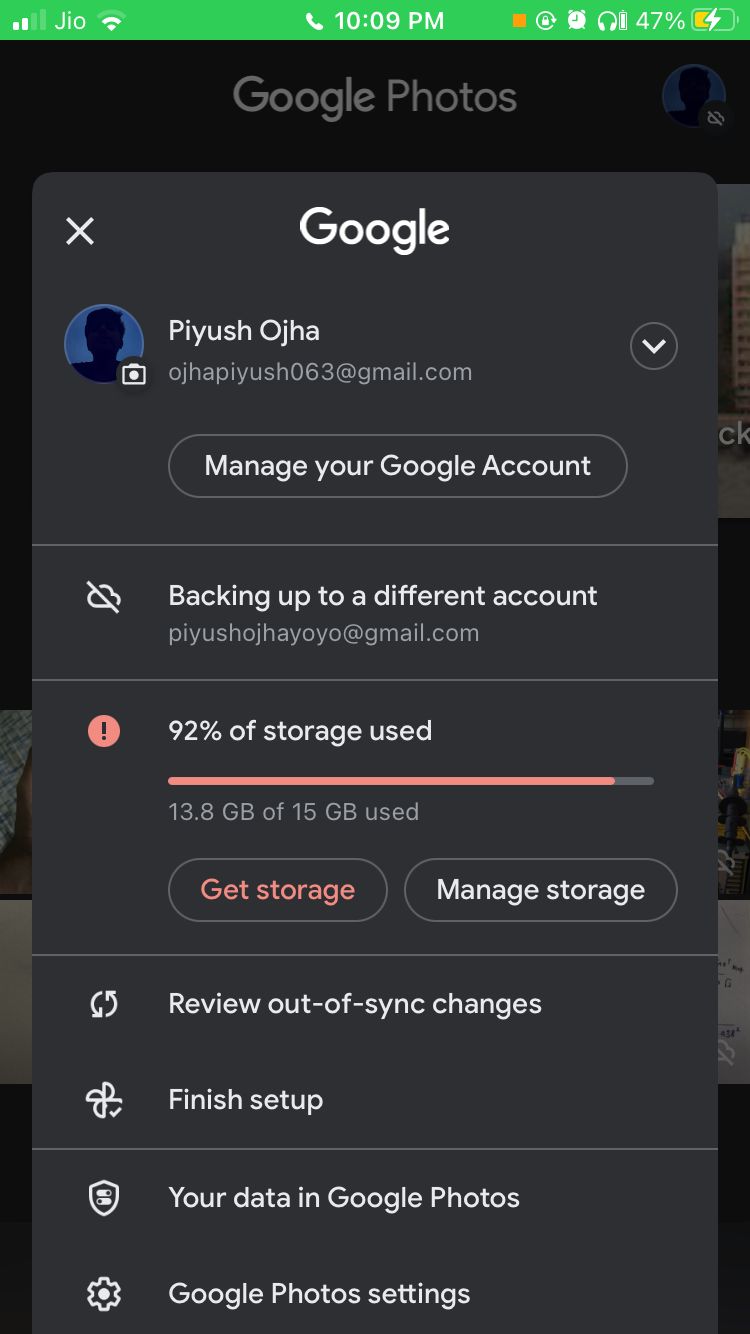 Jio 10:09 PM 47%
Google Photos
Google
Piyush Ojha
ojhapiyush063@gmail.com
Manage your Google Account
ck
Backing up to a different account
piyushojhayoyo@gmail.com
92% of storage used
13.8 GB of 15 GB used
Get storage Manage storage
Review out-of-sync changes
Finish setup
Your data in Google Photos
Google Photos settings